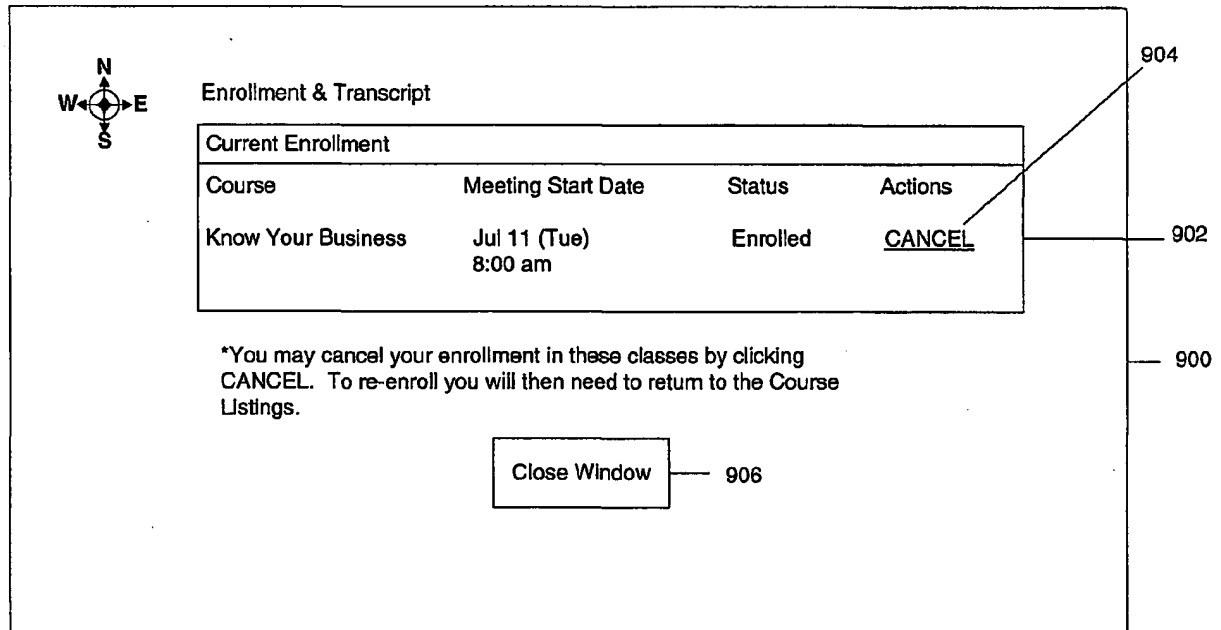 904
N
W E
S
Enrollment & Transcript
Current Enrollment
Course Meeting Start Date Status Actions
Know Your Business Jul 11 (Tue) Enrolled CANCEL
8:00 am
902
*You may cancel your enrollment in these classes by clicking
CANCEL. To re-enroll you will then need to return to the Course
Listings.
900
Close Window
906